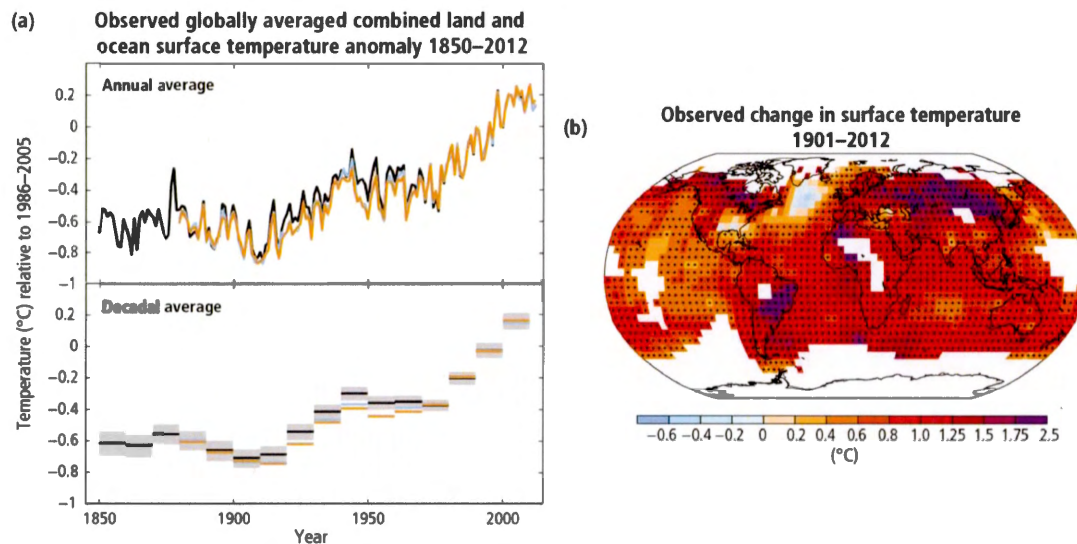 (a)
Observed globally averaged combined land and
ocean surface temperature anomaly 1850–2012
Annual average
0.2
0
−0.2
−0.4
−0.6
−0.8
−1
Decadal average
0.2
0
−0.2
−0.4
−0.6
−0.8
−1
Temperature (°C) relative to 1986–2005
1850 1900 1950 2000
Year
(b)
Observed change in surface temperature
1901–2012
−0.6 −0.4 −0.2 0 0.2 0.4 0.6 0.8 1.0 1.25 1.5 1.75 2.5
(°C)